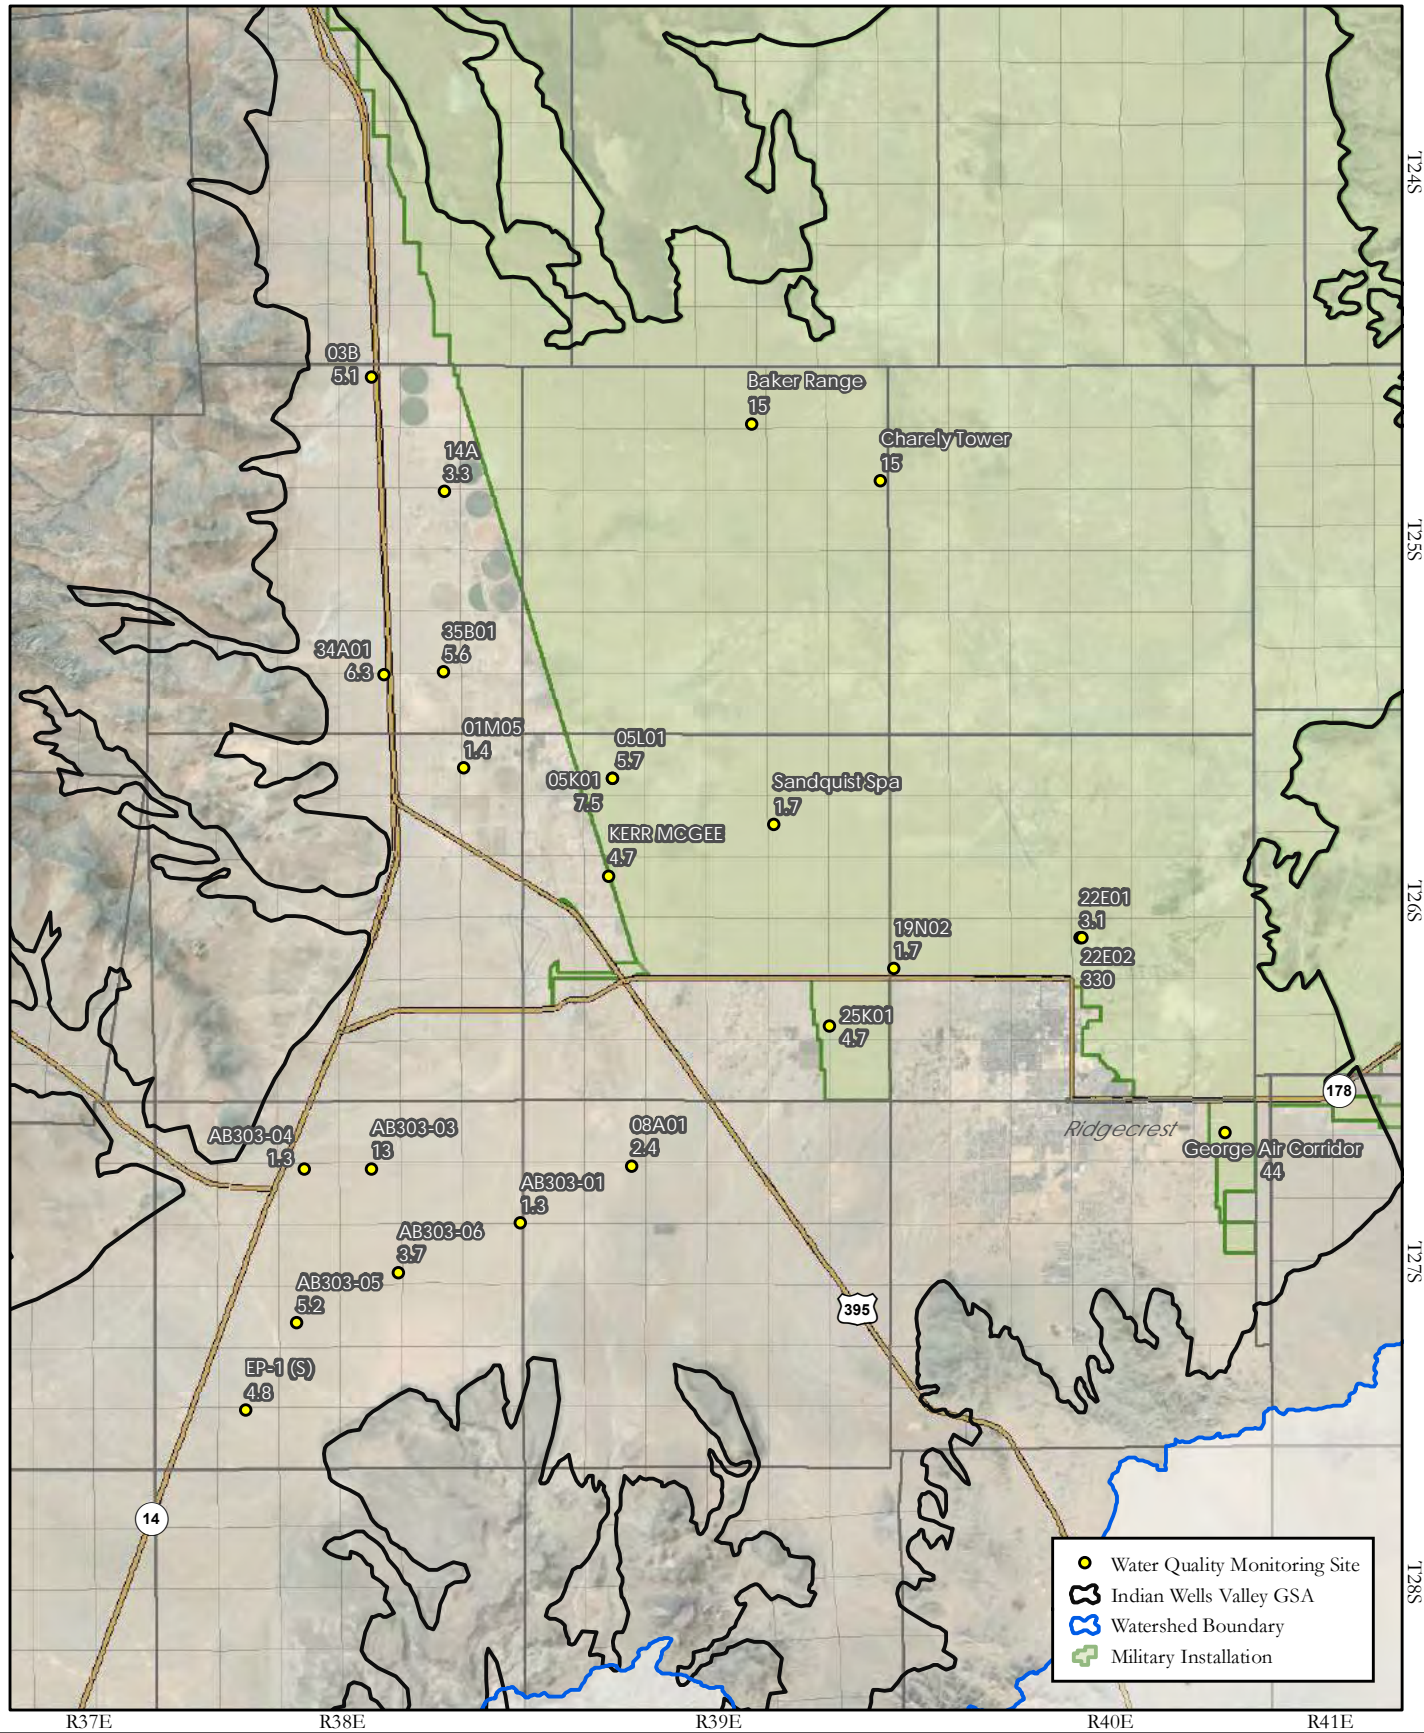 T24S
03B
5.1
Baker Range
15
Charely Tower
15
14A
3.3
T25S
35B01
5.6
34A01
6.3
01M05
1.4
05L01
5.7
05K01
7.5
Sandquist Spa
1.7
KERR MCGEE
4.7
T26S
22E01
3.1
19N02
1.7
22E02
330
25K01
4.7
178
AB303-04
1.3
AB303-03
13
08A01
2.4
Ridgecrest
George Air Corridor
44
AB303-01
1.3
AB303-06
3.7
T27S
AB303-05
5.2
395
EP-1 (S)
4.8
14
Water Quality Monitoring Site
Indian Wells Valley GSA
Watershed Boundary
Military Installation
T28S
R37E
R38E
R39E
R40E
R41E